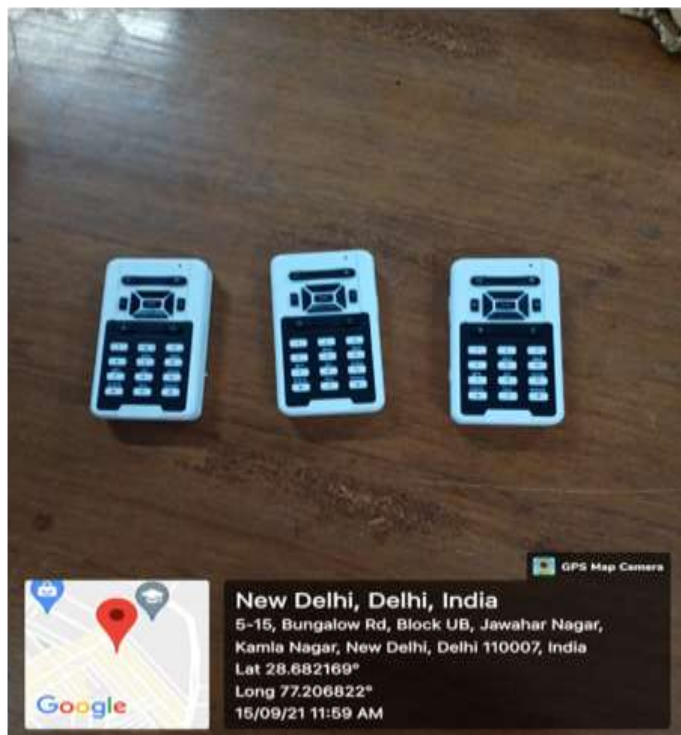 GPS Map Camera
New Delhi, Delhi, India
5-15, Bungalow Rd, Block UB, Jawahar Nagar,
Kamla Nagar, New Delhi, Delhi 110007, India
Lat 28.682169°
Long 77.206822°
15/09/21 11:59 AM
Google